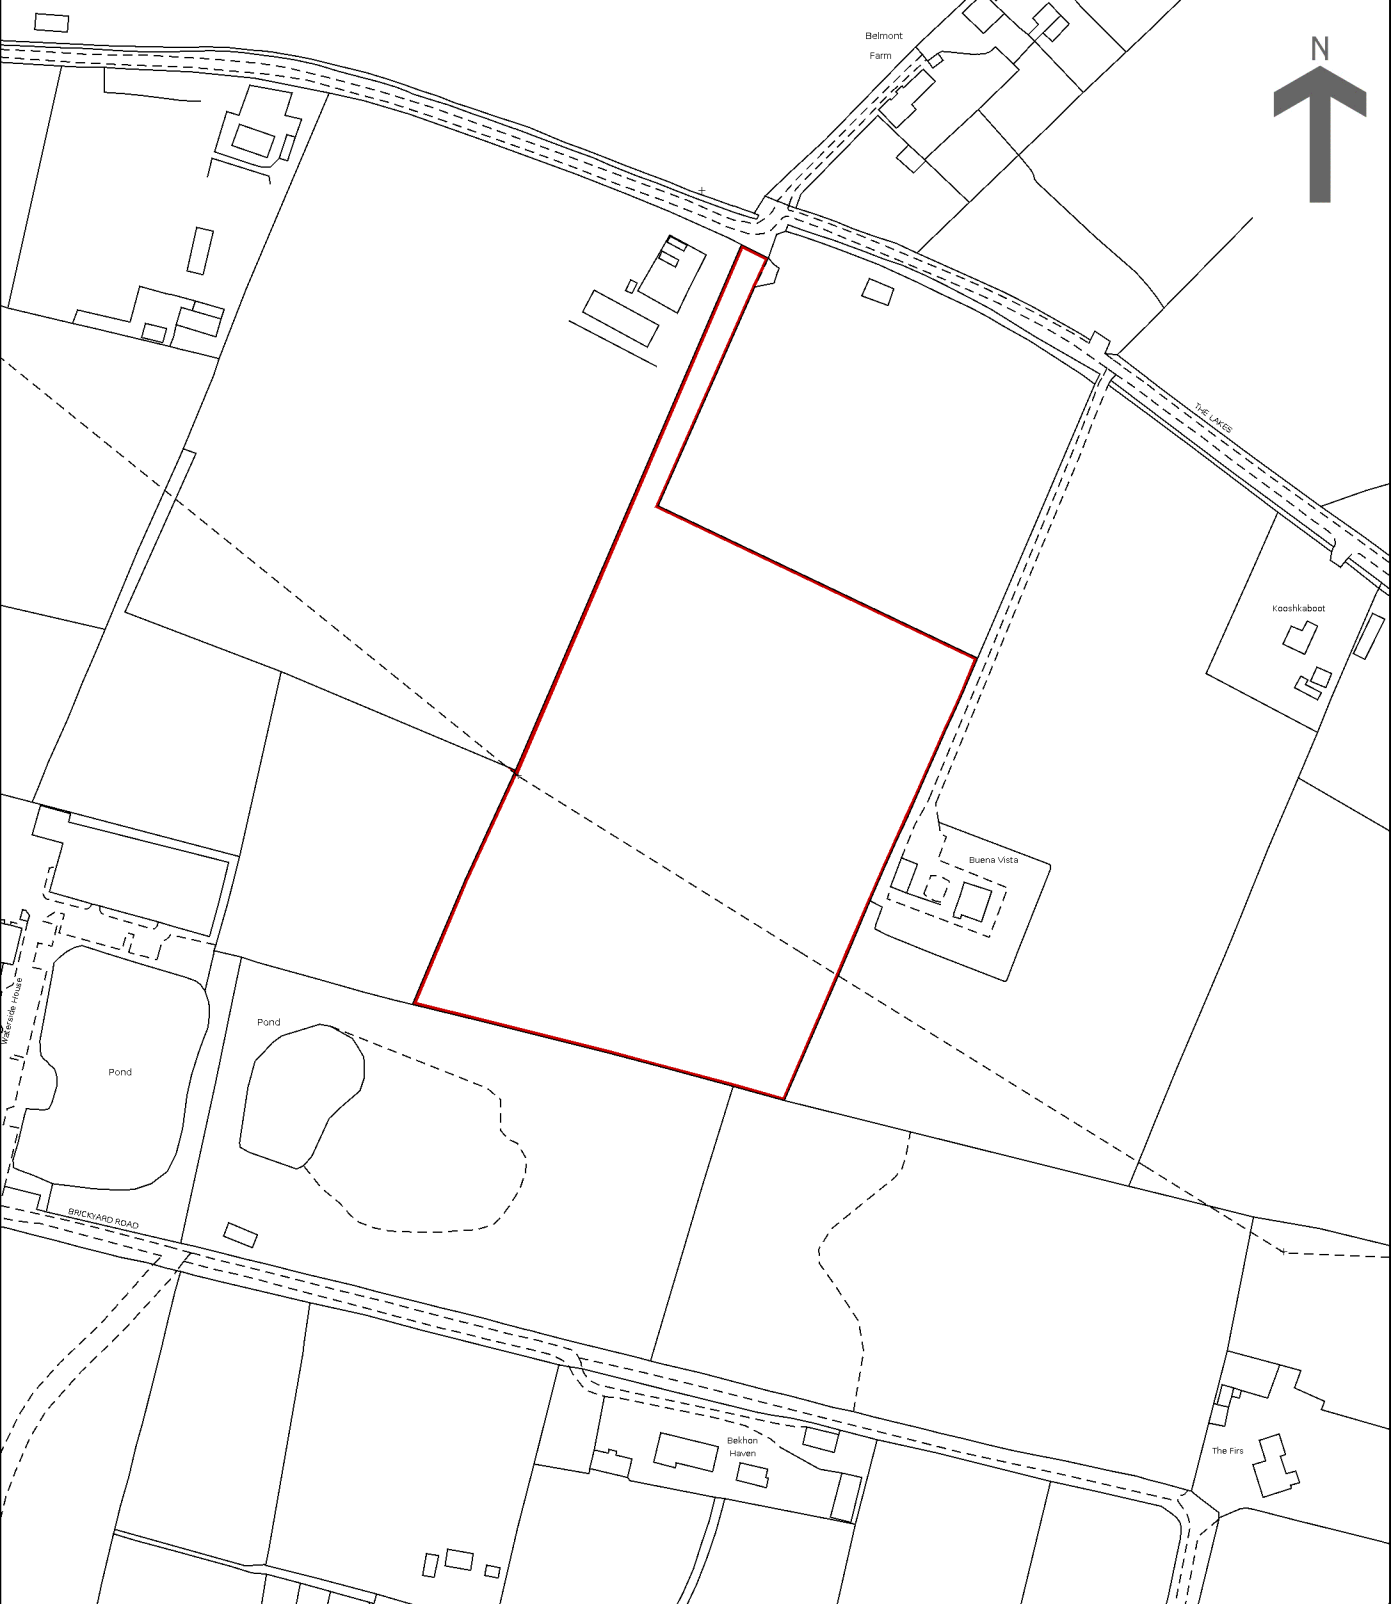 Belmont
Farm
N
THE LAKES
Kooshkaboot
Buena Vista
Waterside House
Pond
Pond
BRICKYARD ROAD
Bekhan
Haven
The Firs